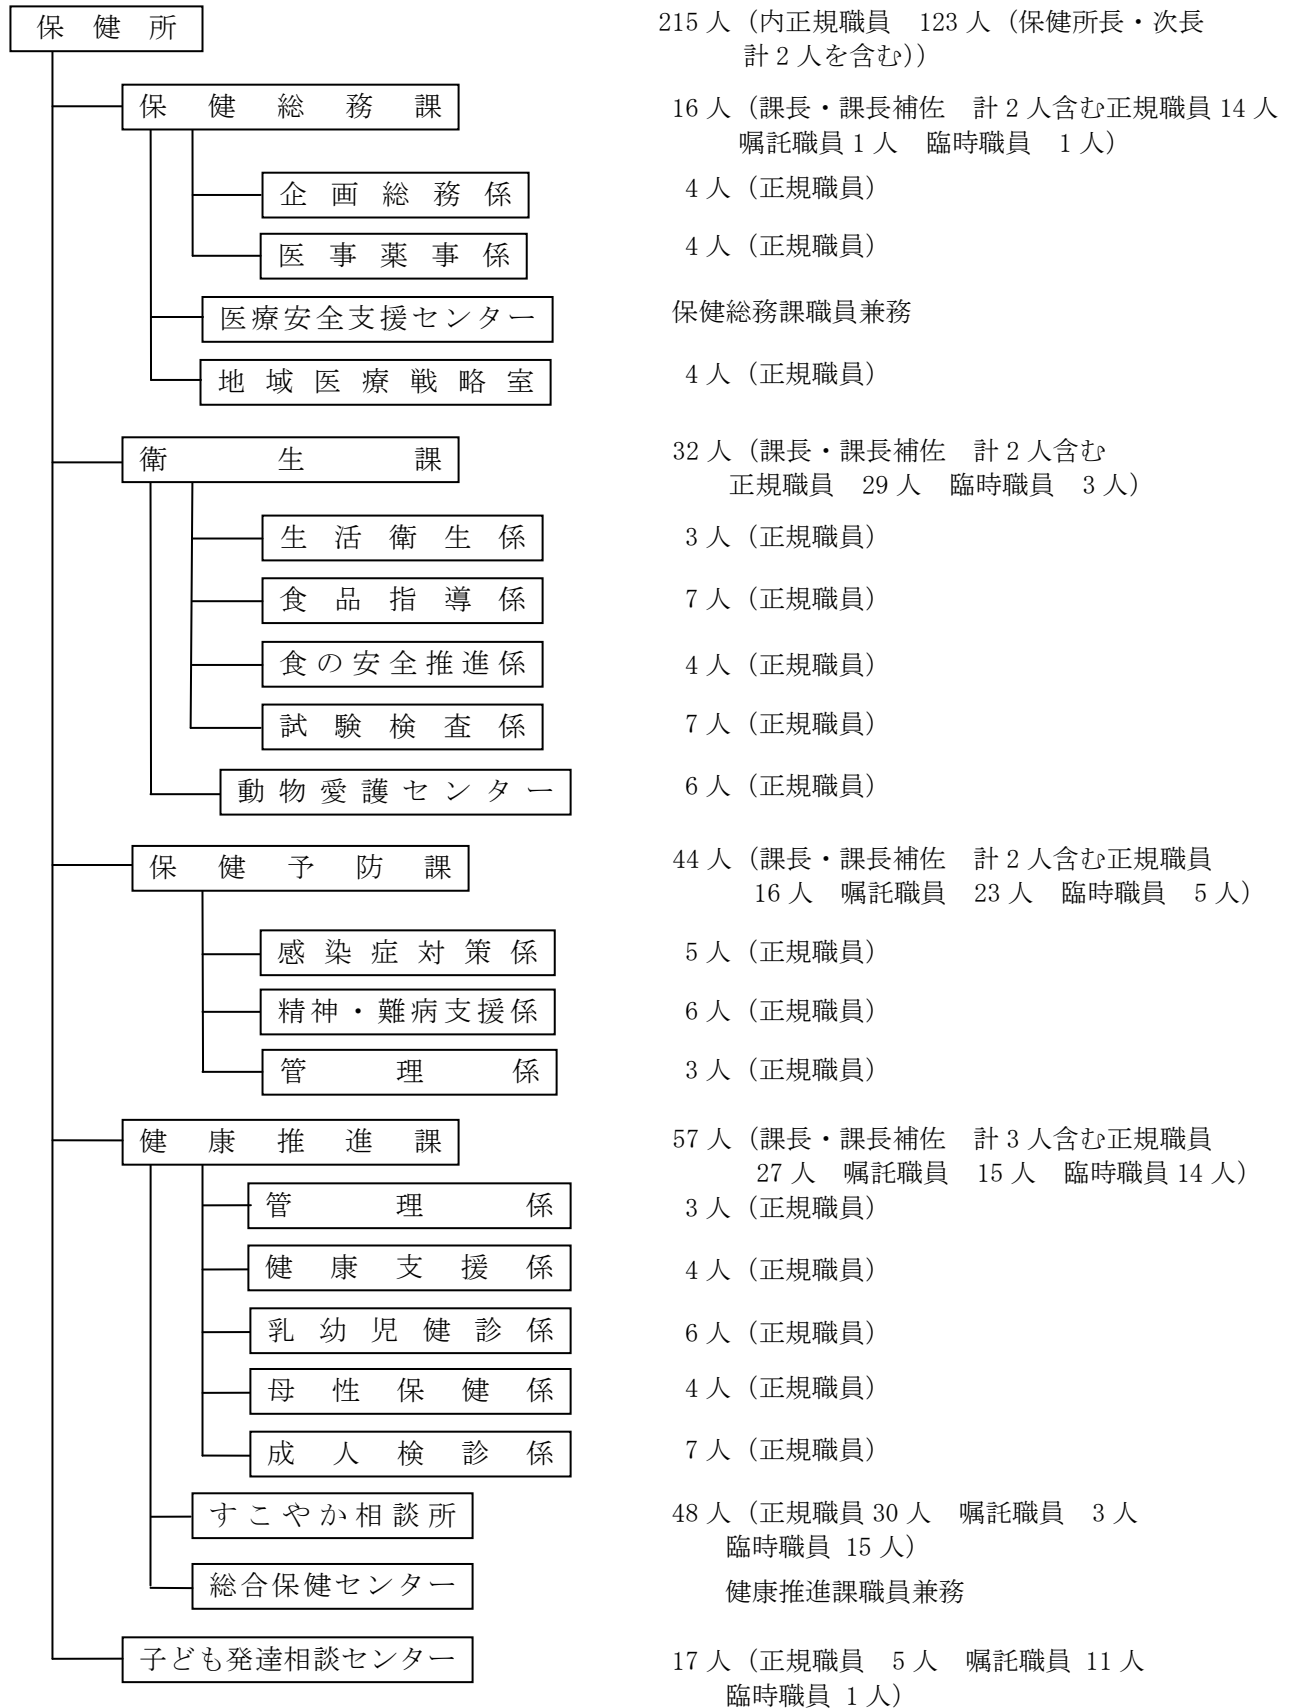 保健所
215人（内正規職員　123人（保健所長・次長
計2人を含む））
保健総務課
16人（課長・課長補佐　計2人含む正規職員14人
嘱託職員1人　臨時職員　1人）
企画総務係
4人（正規職員）
医事薬事係
4人（正規職員）
医療安全支援センター
保健総務課職員兼務
地域医療戦略室
4人（正規職員）
衛生課
32人（課長・課長補佐　計2人含む
正規職員　29人　臨時職員　3人）
生活衛生係
3人（正規職員）
食品指導係
7人（正規職員）
食の安全推進係
4人（正規職員）
試験検査係
7人（正規職員）
動物愛護センター
6人（正規職員）
保健予防課
44人（課長・課長補佐　計2人含む正規職員
16人　嘱託職員　23人　臨時職員　5人）
感染症対策係
5人（正規職員）
精神・難病支援係
6人（正規職員）
管理係
3人（正規職員）
健康推進課
57人（課長・課長補佐　計3人含む正規職員
27人　嘱託職員　15人　臨時職員14人）
管理係
3人（正規職員）
健康支援係
4人（正規職員）
乳幼児健診係
6人（正規職員）
母性保健係
4人（正規職員）
成人検診係
7人（正規職員）
すこやか相談所
48人（正規職員30人　嘱託職員　3人
臨時職員 15人）
総合保健センター
健康推進課職員兼務
子ども発達相談センター
17人（正規職員　5人　嘱託職員 11人
臨時職員 1人）